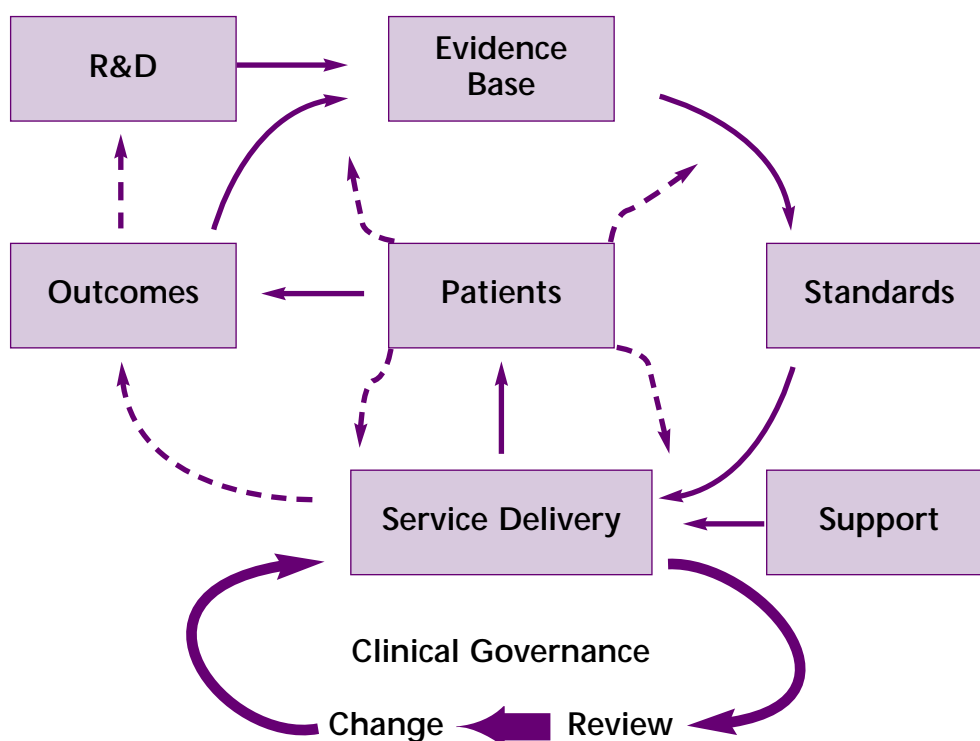 R&D
Evidence
Base
Outcomes
Patients
Standards
Service Delivery
Support
Clinical Governance
Change
Review